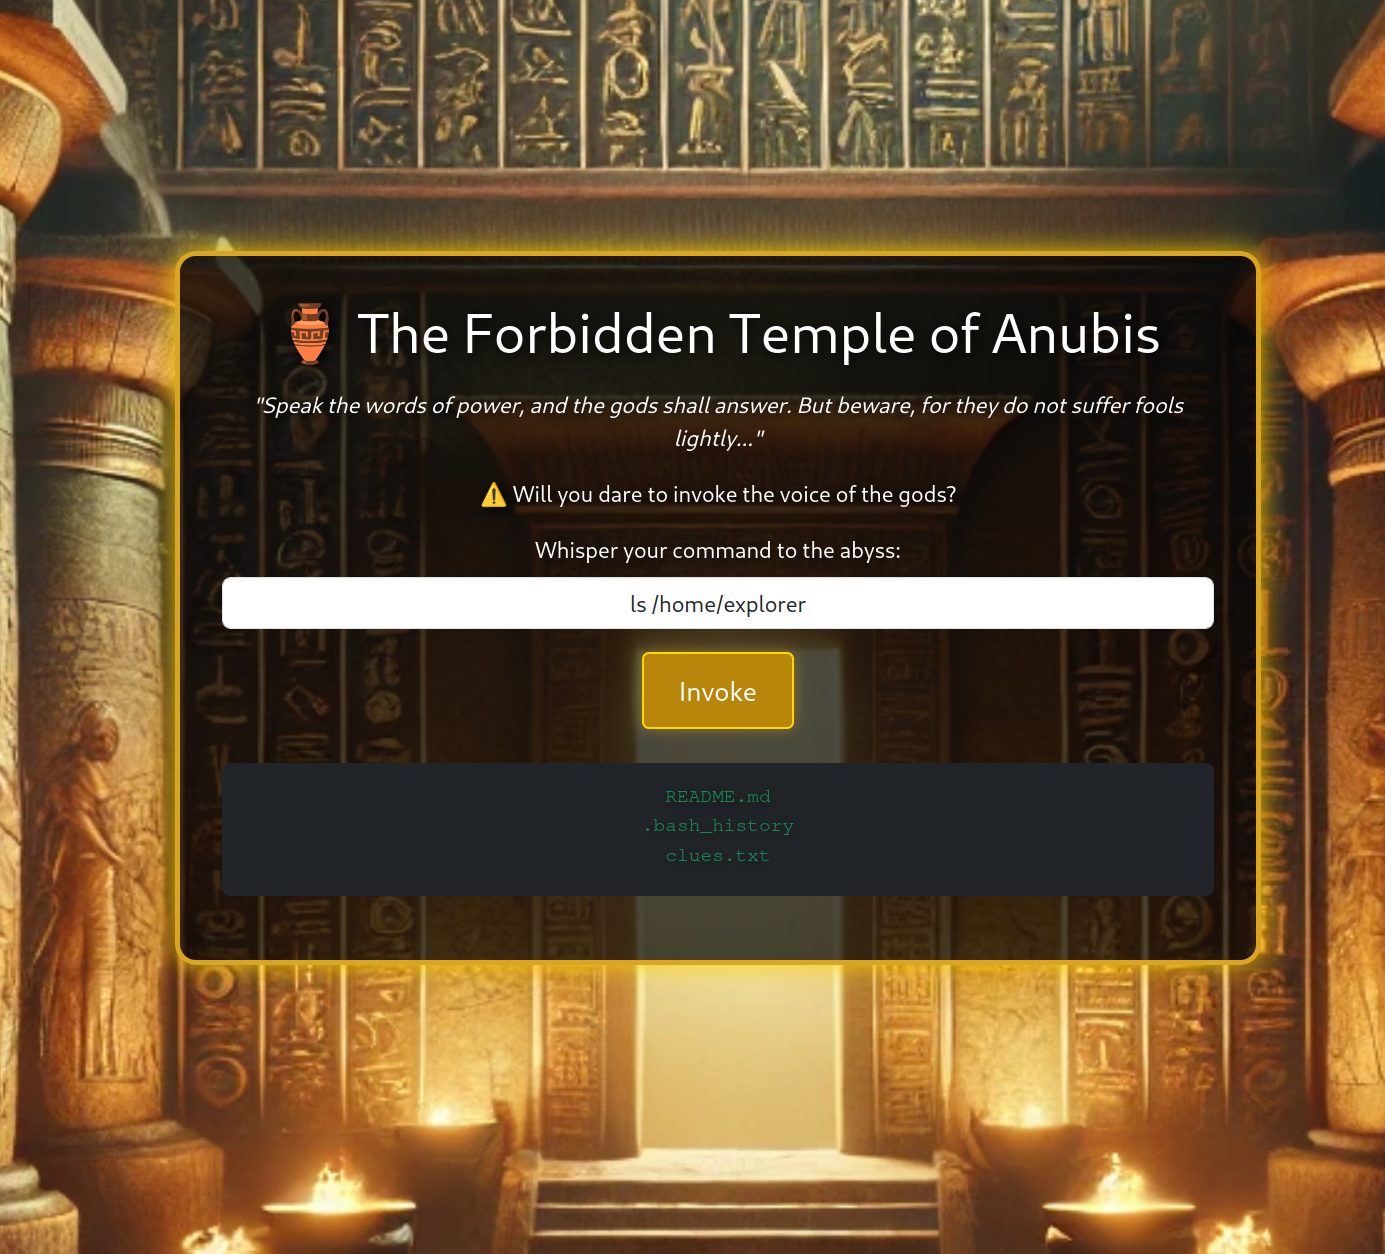 The Forbidden Temple of Anubis
"Speak the words of power, and the gods shall answer. But beware, for they do not suffer fools
lightly..."
Will you dare to invoke the voice of the gods?
Whisper your command to the abyss:
ls /home/explorer
Invoke
README.md
.bash_history
clues.txt